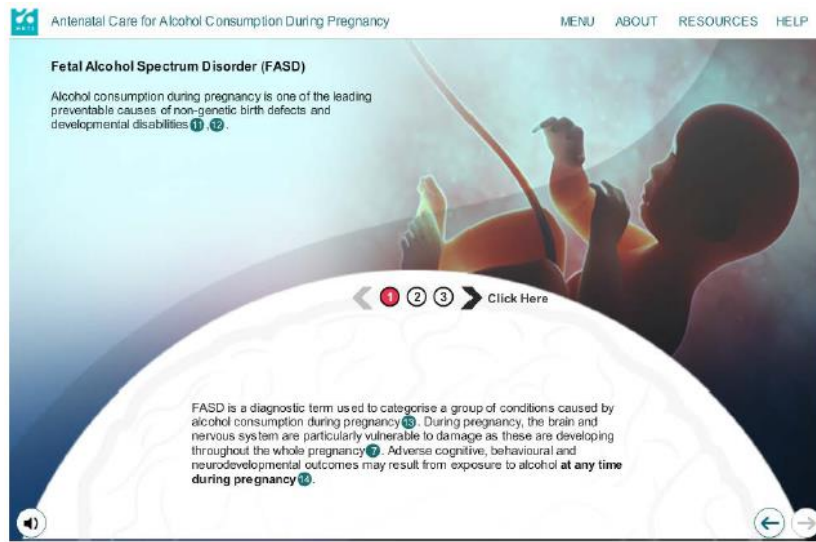 Antenatal Care for Alcohol Consumption During Pregnancy
MENU ABOUT RESOURCES HELP
Fetal Alcohol Spectrum Disorder (FASD)
Alcohol consumption during pregnancy is one of the leading
preventable causes of non-genetic birth defects and
developmental disabilities 11, 12.
1 2 3 Click Here
FASD is a diagnostic term used to categorise a group of conditions caused by
alcohol consumption during pregnancy 13. During pregnancy, the brain and
nervous system are particularly vulnerable to damage as these are developing
throughout the whole pregnancy 7. Adverse cognitive, behavioural and
neurodevelopmental outcomes may result from exposure to alcohol at any time
during pregnancy 14.